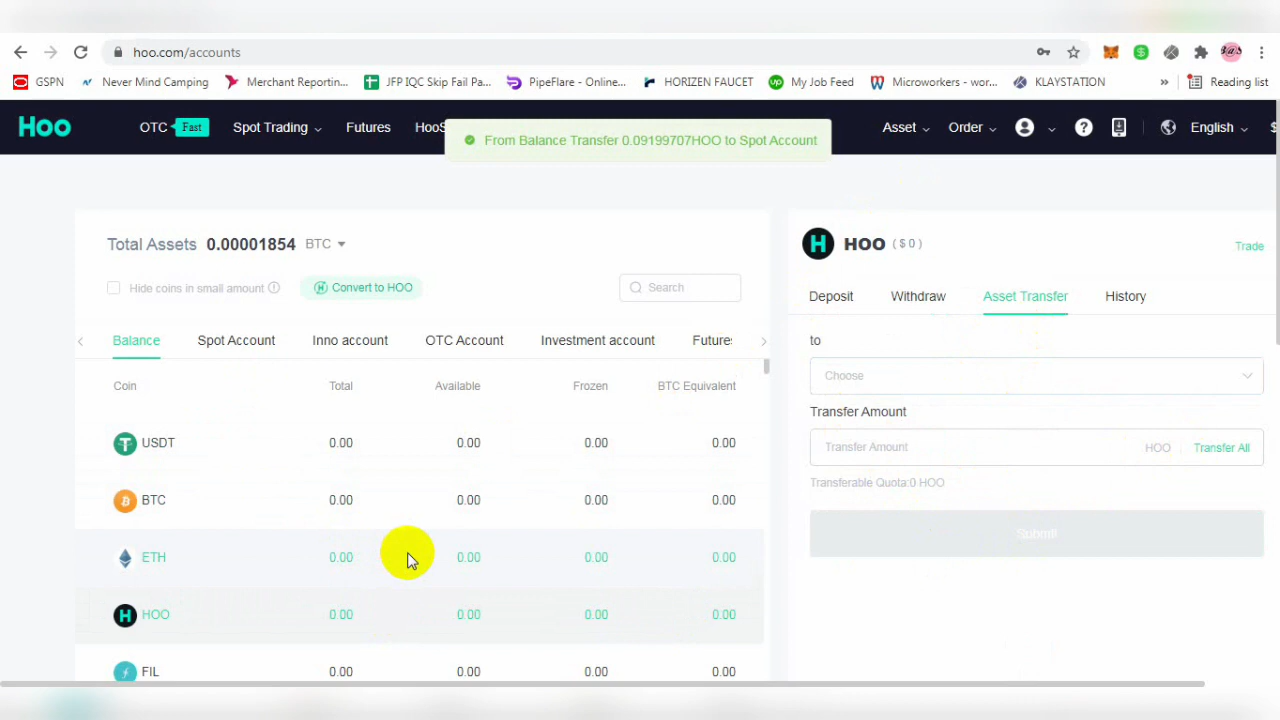 hoo.com/accounts
GSPN Never Mind Camping Merchant Reportin... JFP IQC Skip Fail Pa... PipeFlare - Online... HORIZEN FAUCET My Job Feed Microworkers - wor... KLAYSTATION » Reading list
Hoo OTC Fast Spot Trading Futures HooS Asset Order English $
From Balance Transfer 0.09199707HOO to Spot Account
Total Assets 0.00001854 BTC
Hide coins in small amount Convert to HOO Search
Balance Spot Account Inno account OTC Account Investment account Future
Coin Total Available Frozen BTC Equivalent
USDT 0.00 0.00 0.00 0.00
BTC 0.00 0.00 0.00 0.00
ETH 0.00 0.00 0.00 0.00
HOO 0.00 0.00 0.00 0.00
FIL 0.00 0.00 0.00 0.00
HOO ( $ 0 ) Trade
Deposit Withdraw Asset Transfer History
to
Choose
Transfer Amount
Transfer Amount HOO Transfer All
Transferable Quota:0 HOO
Submit